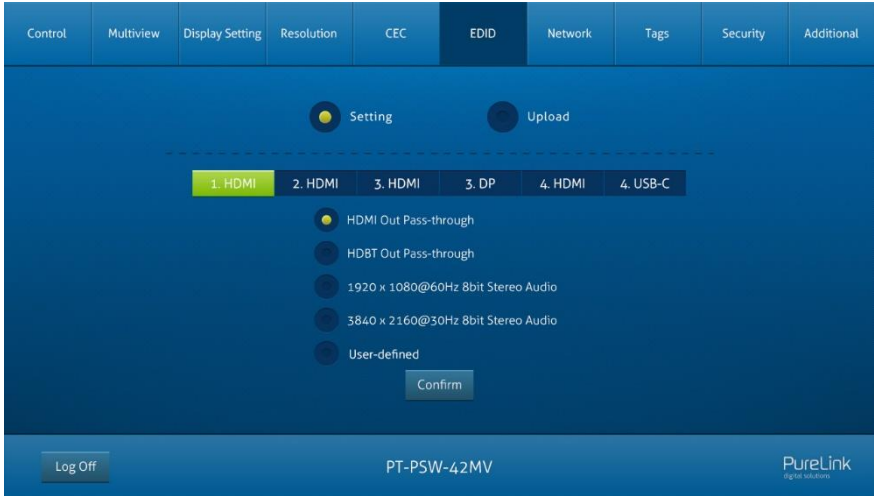 Control Multiview Display Setting Resolution CEC EDID Network Tags Security Additional
Setting Upload
1. HDMI 2. HDMI 3. HDMI 3. DP 4. HDMI 4. USB-C
HDMI Out Pass-through
HDBT Out Pass-through
1920 x 1080@60Hz 8bit Stereo Audio
3840 x 2160@30Hz 8bit Stereo Audio
User-defined
Confirm
Log Off PT-PSW-42MV PureLink
digital solutions